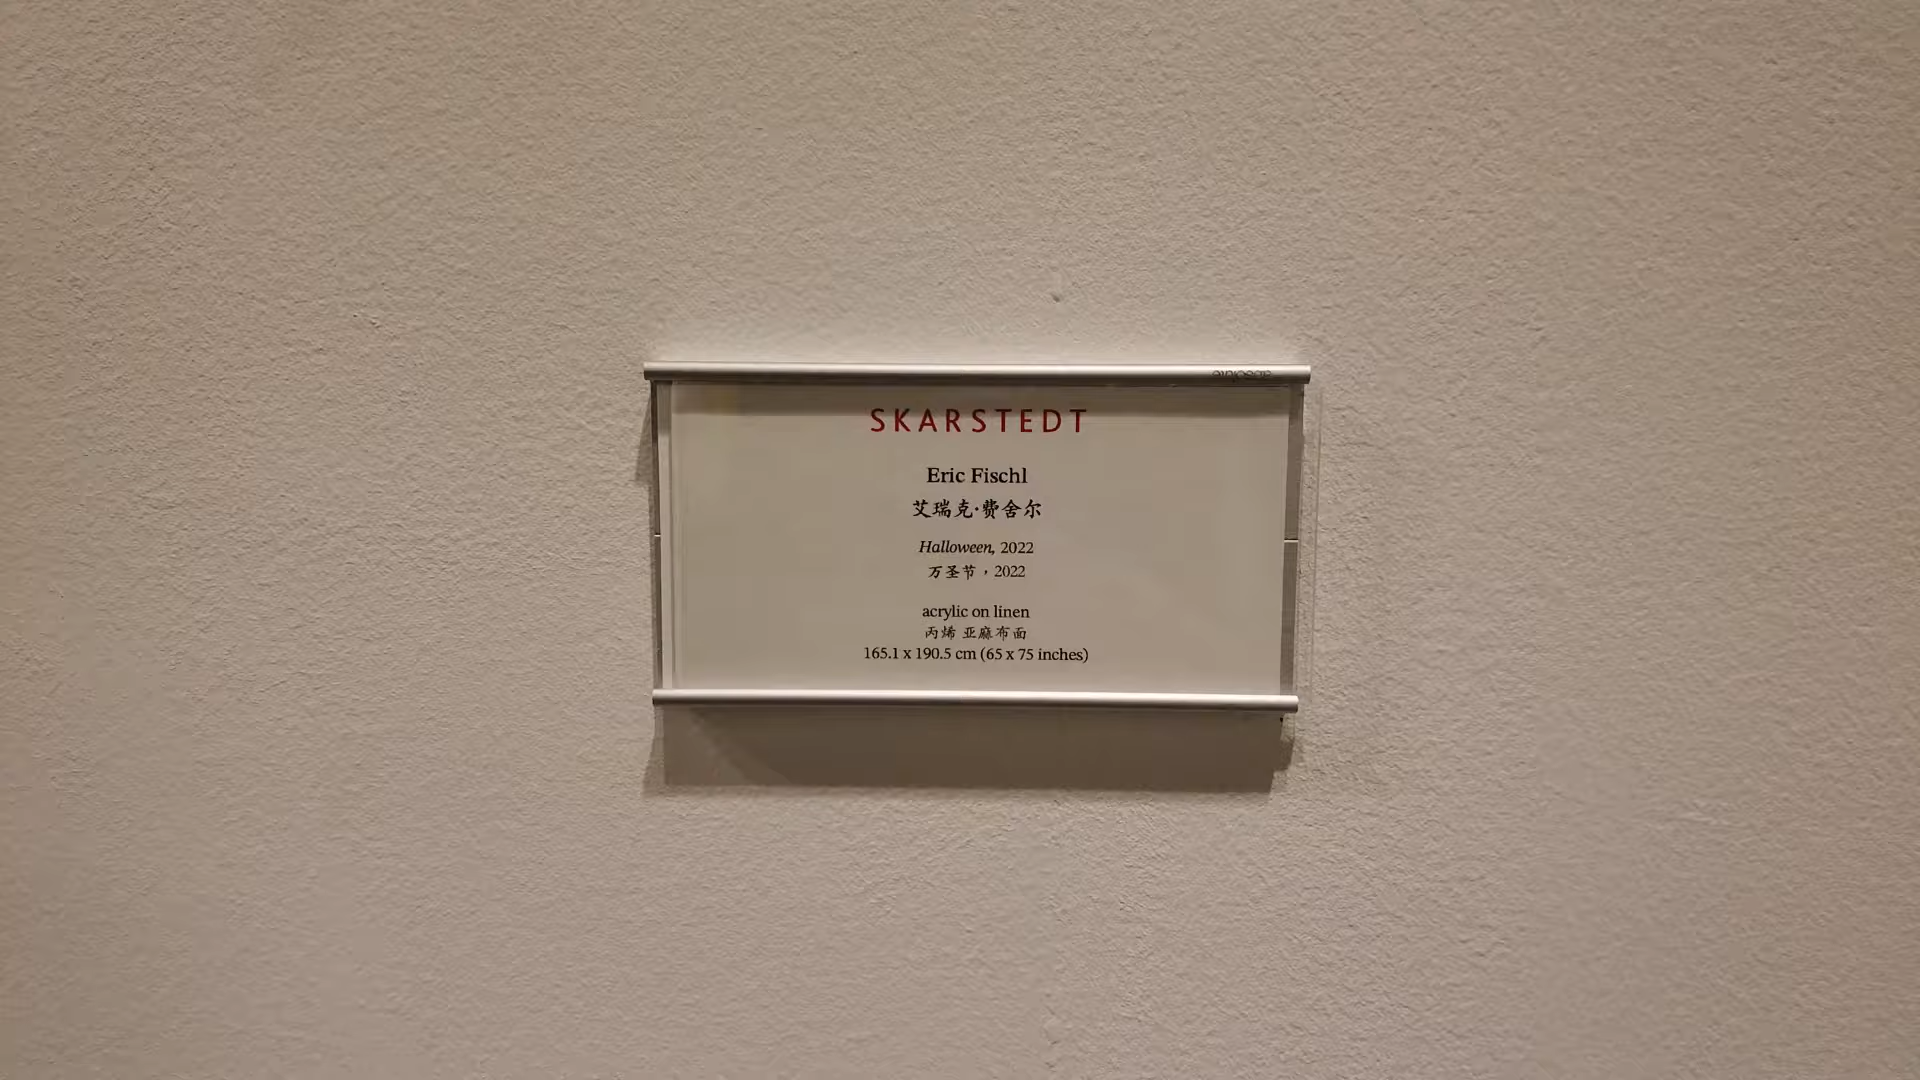 SKARSTEDT
Eric Fischl
艾瑞克·费舍尔
Halloween, 2022
万圣节，2022
acrylic on linen
丙烯 亚麻布面
165.1 x 190.5 cm (65 x 75 inches)